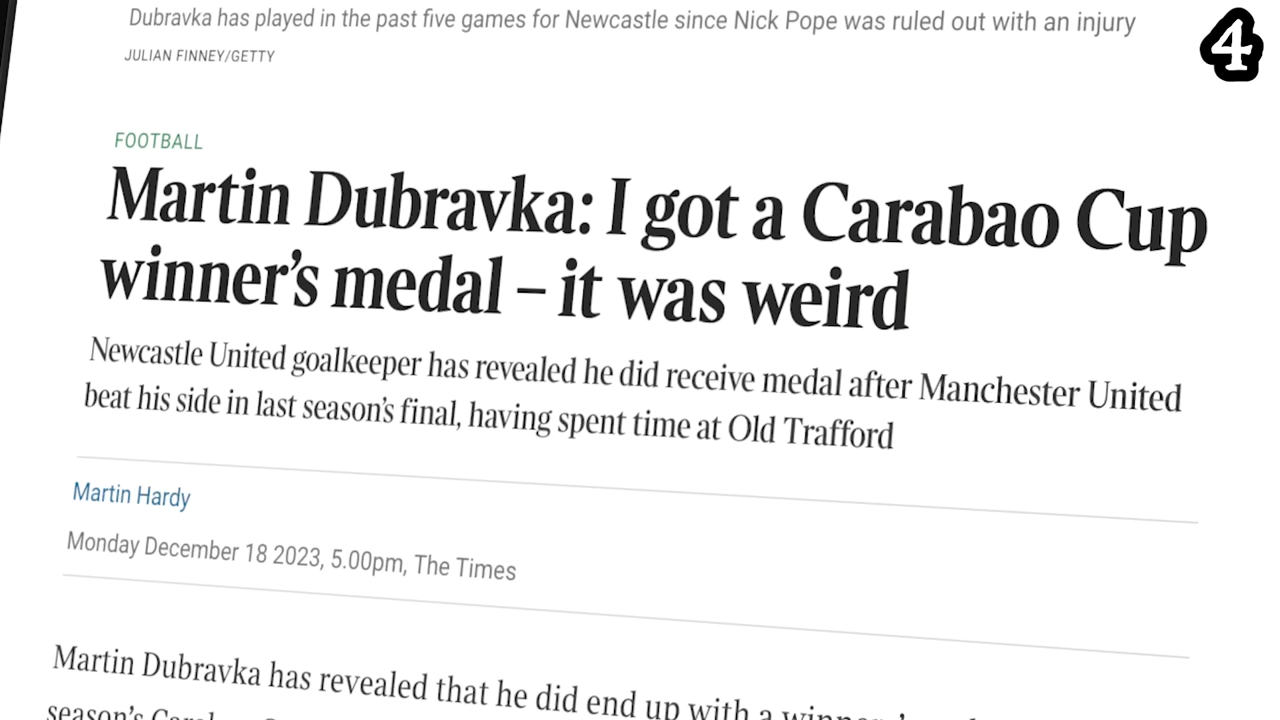 Dubravka has played in the past five games for Newcastle since Nick Pope was ruled out with an injury
JULIAN FINNEY/GETTY
4
FOOTBALL
Martin Dubravka: I got a Carabao Cup
winner's medal – it was weird
Newcastle United goalkeeper has revealed he did receive medal after Manchester United
beat his side in last season's final, having spent time at Old Trafford
Martin Hardy
Monday December 18 2023, 5.00pm, The Times
Martin Dubravka has revealed that he did end up with a
season's